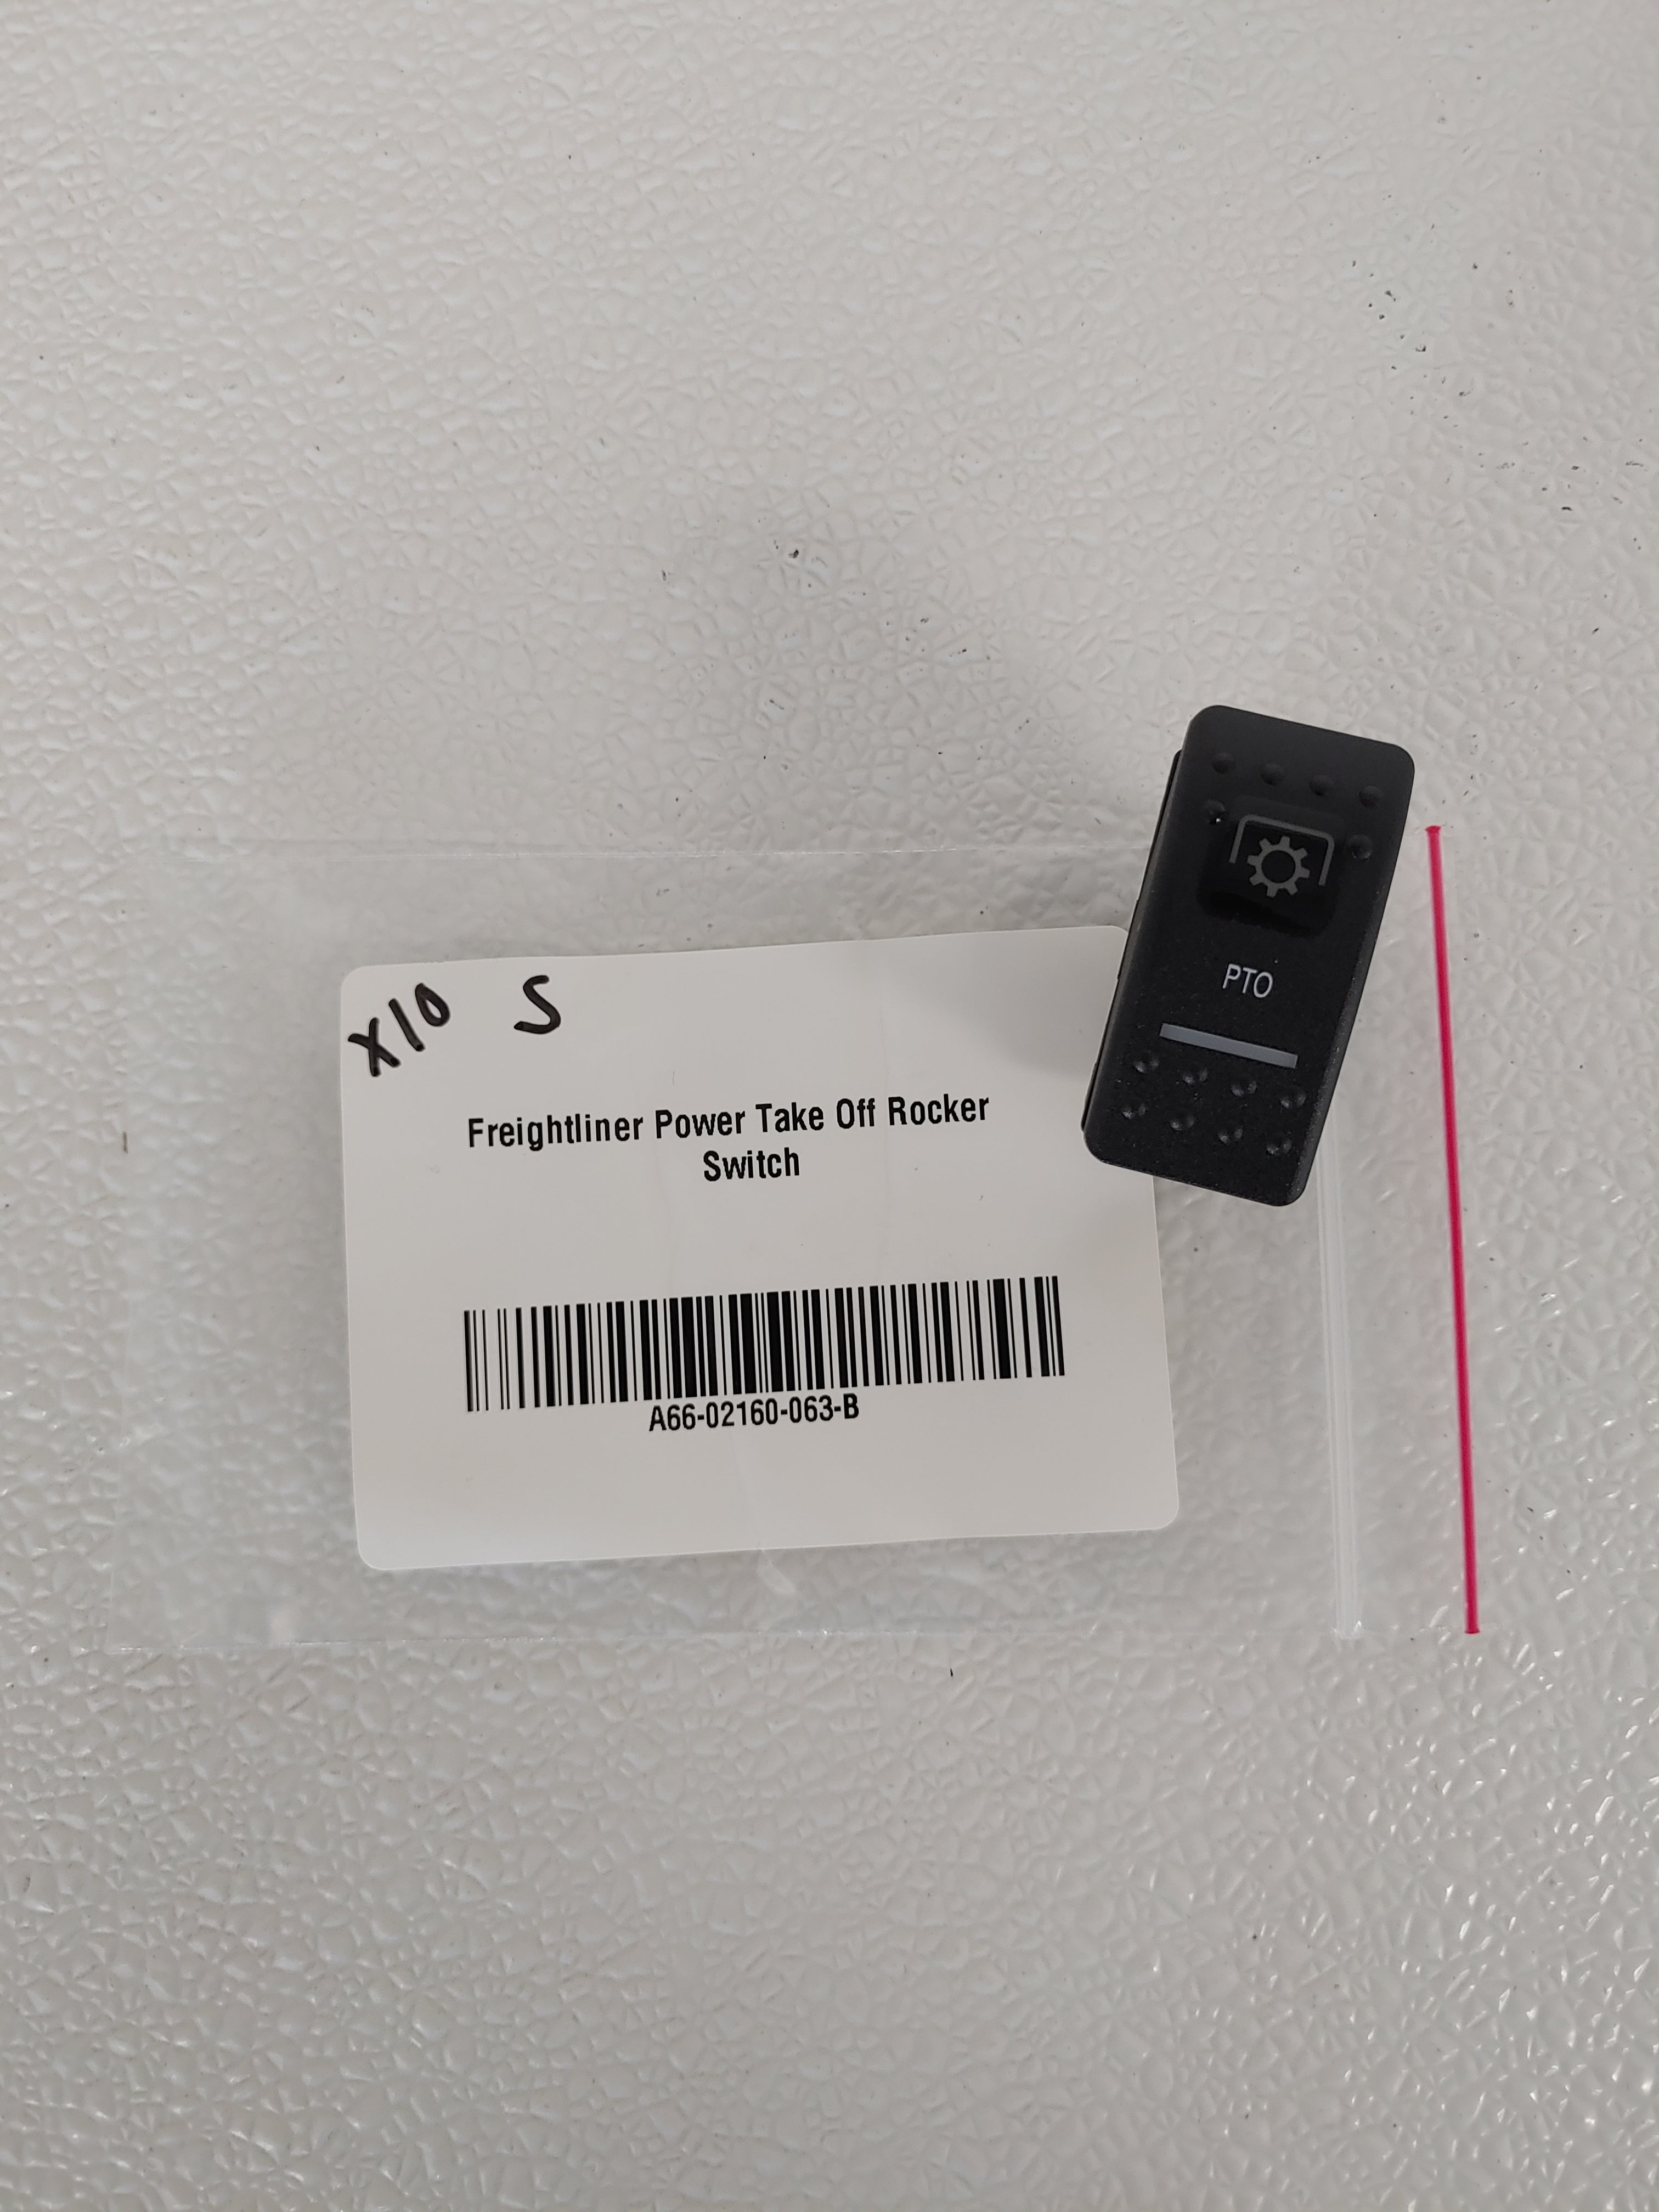 X10 S
Freightliner Power Take Off Rocker
Switch
A66-02160-063-B
PTO